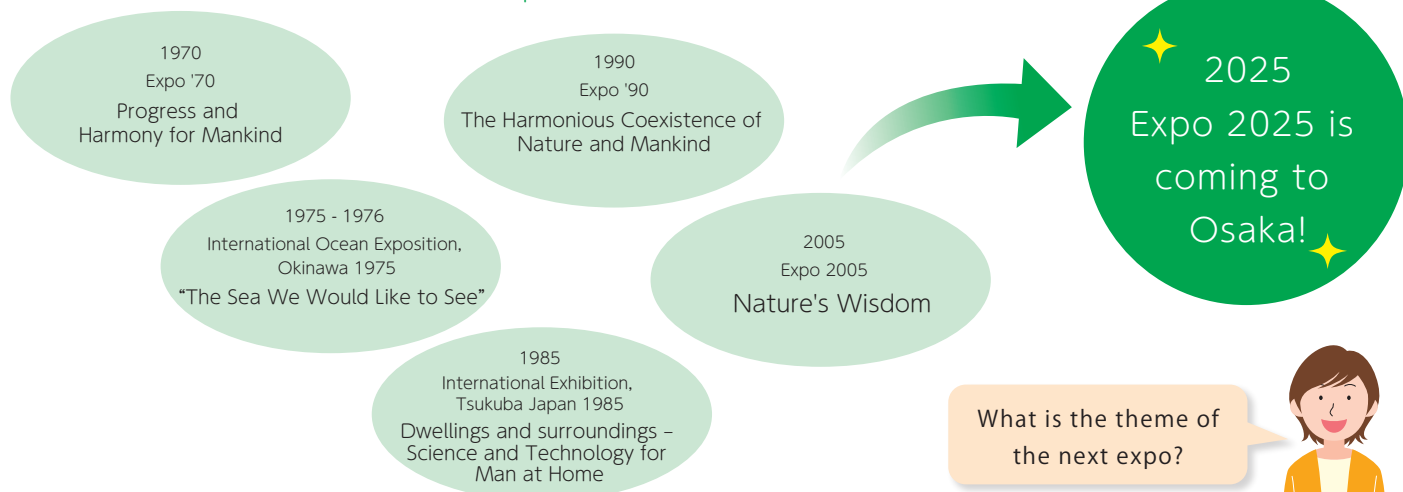 1970
Expo '70
Progress and
Harmony for Mankind
1975 - 1976
International Ocean Exposition,
Okinawa 1975
“The Sea We Would Like to See”
1985
International Exhibition,
Tsukuba Japan 1985
Dwellings and surroundings –
Science and Technology for
Man at Home
1990
Expo '90
The Harmonious Coexistence of
Nature and Mankind
2005
Expo 2005
Nature's Wisdom
2025
Expo 2025 is
coming to
Osaka!
What is the theme of
the next expo?